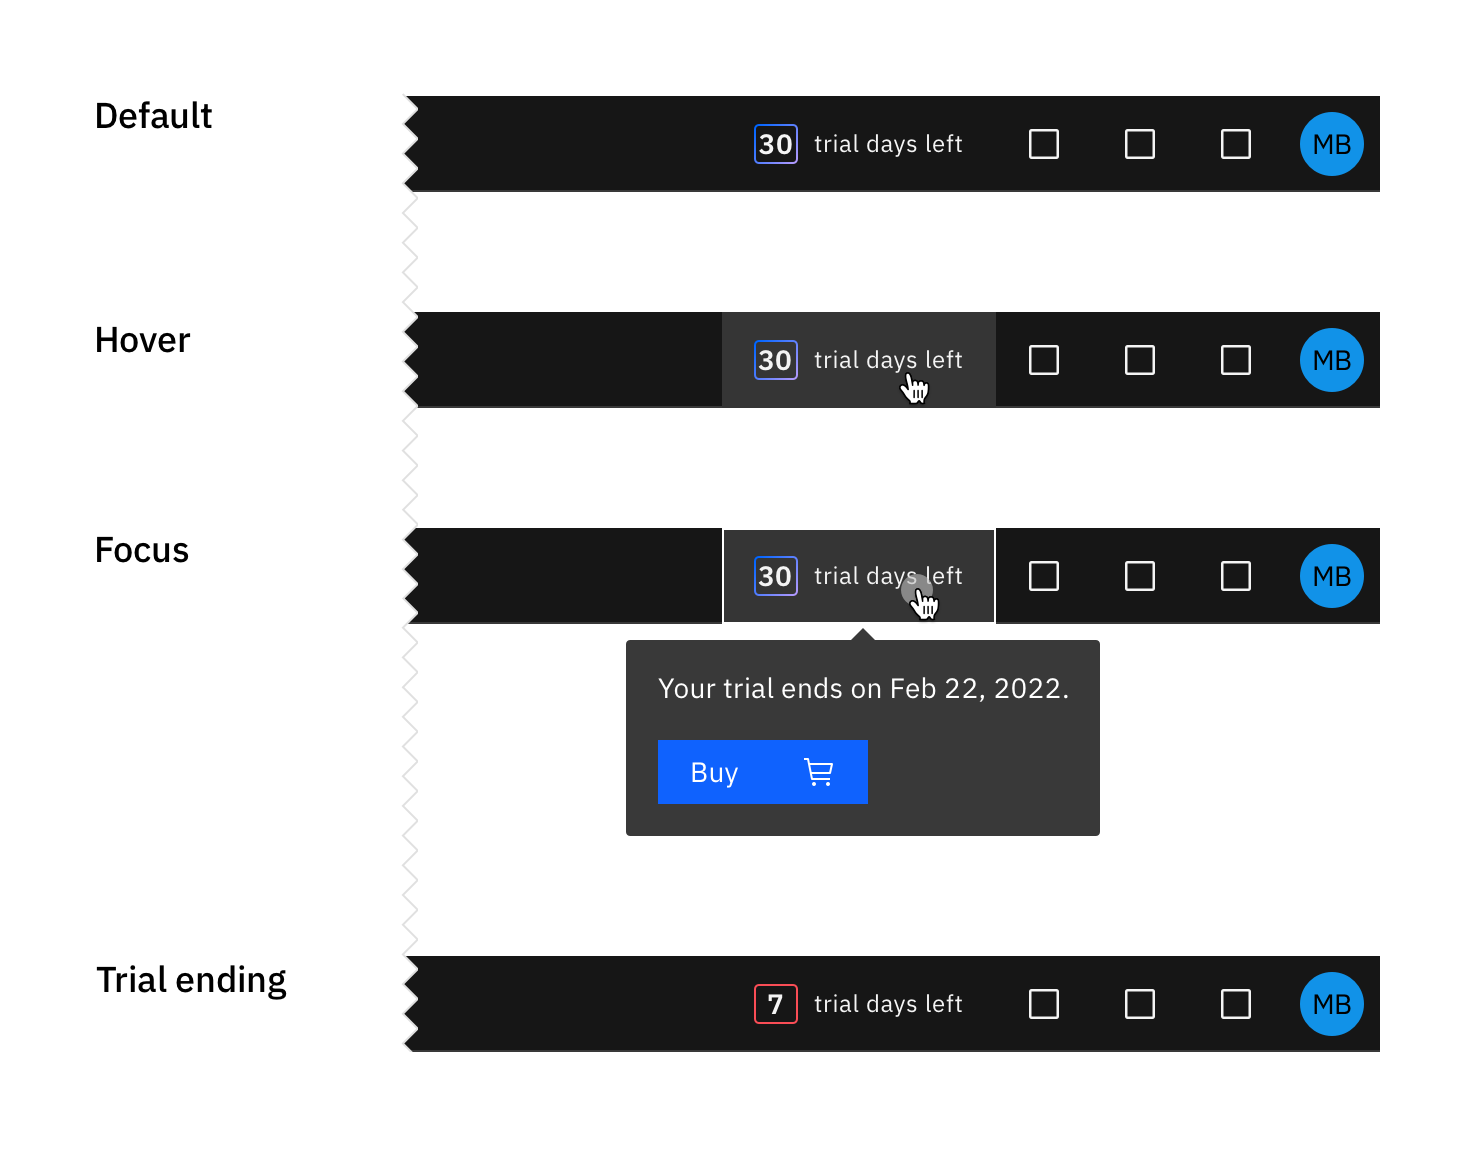 Default
30 trial days left MB
Hover
30 trial days left MB
Focus
30 trial days left MB
Your trial ends on Feb 22, 2022.
Buy
Trial ending
7 trial days left MB